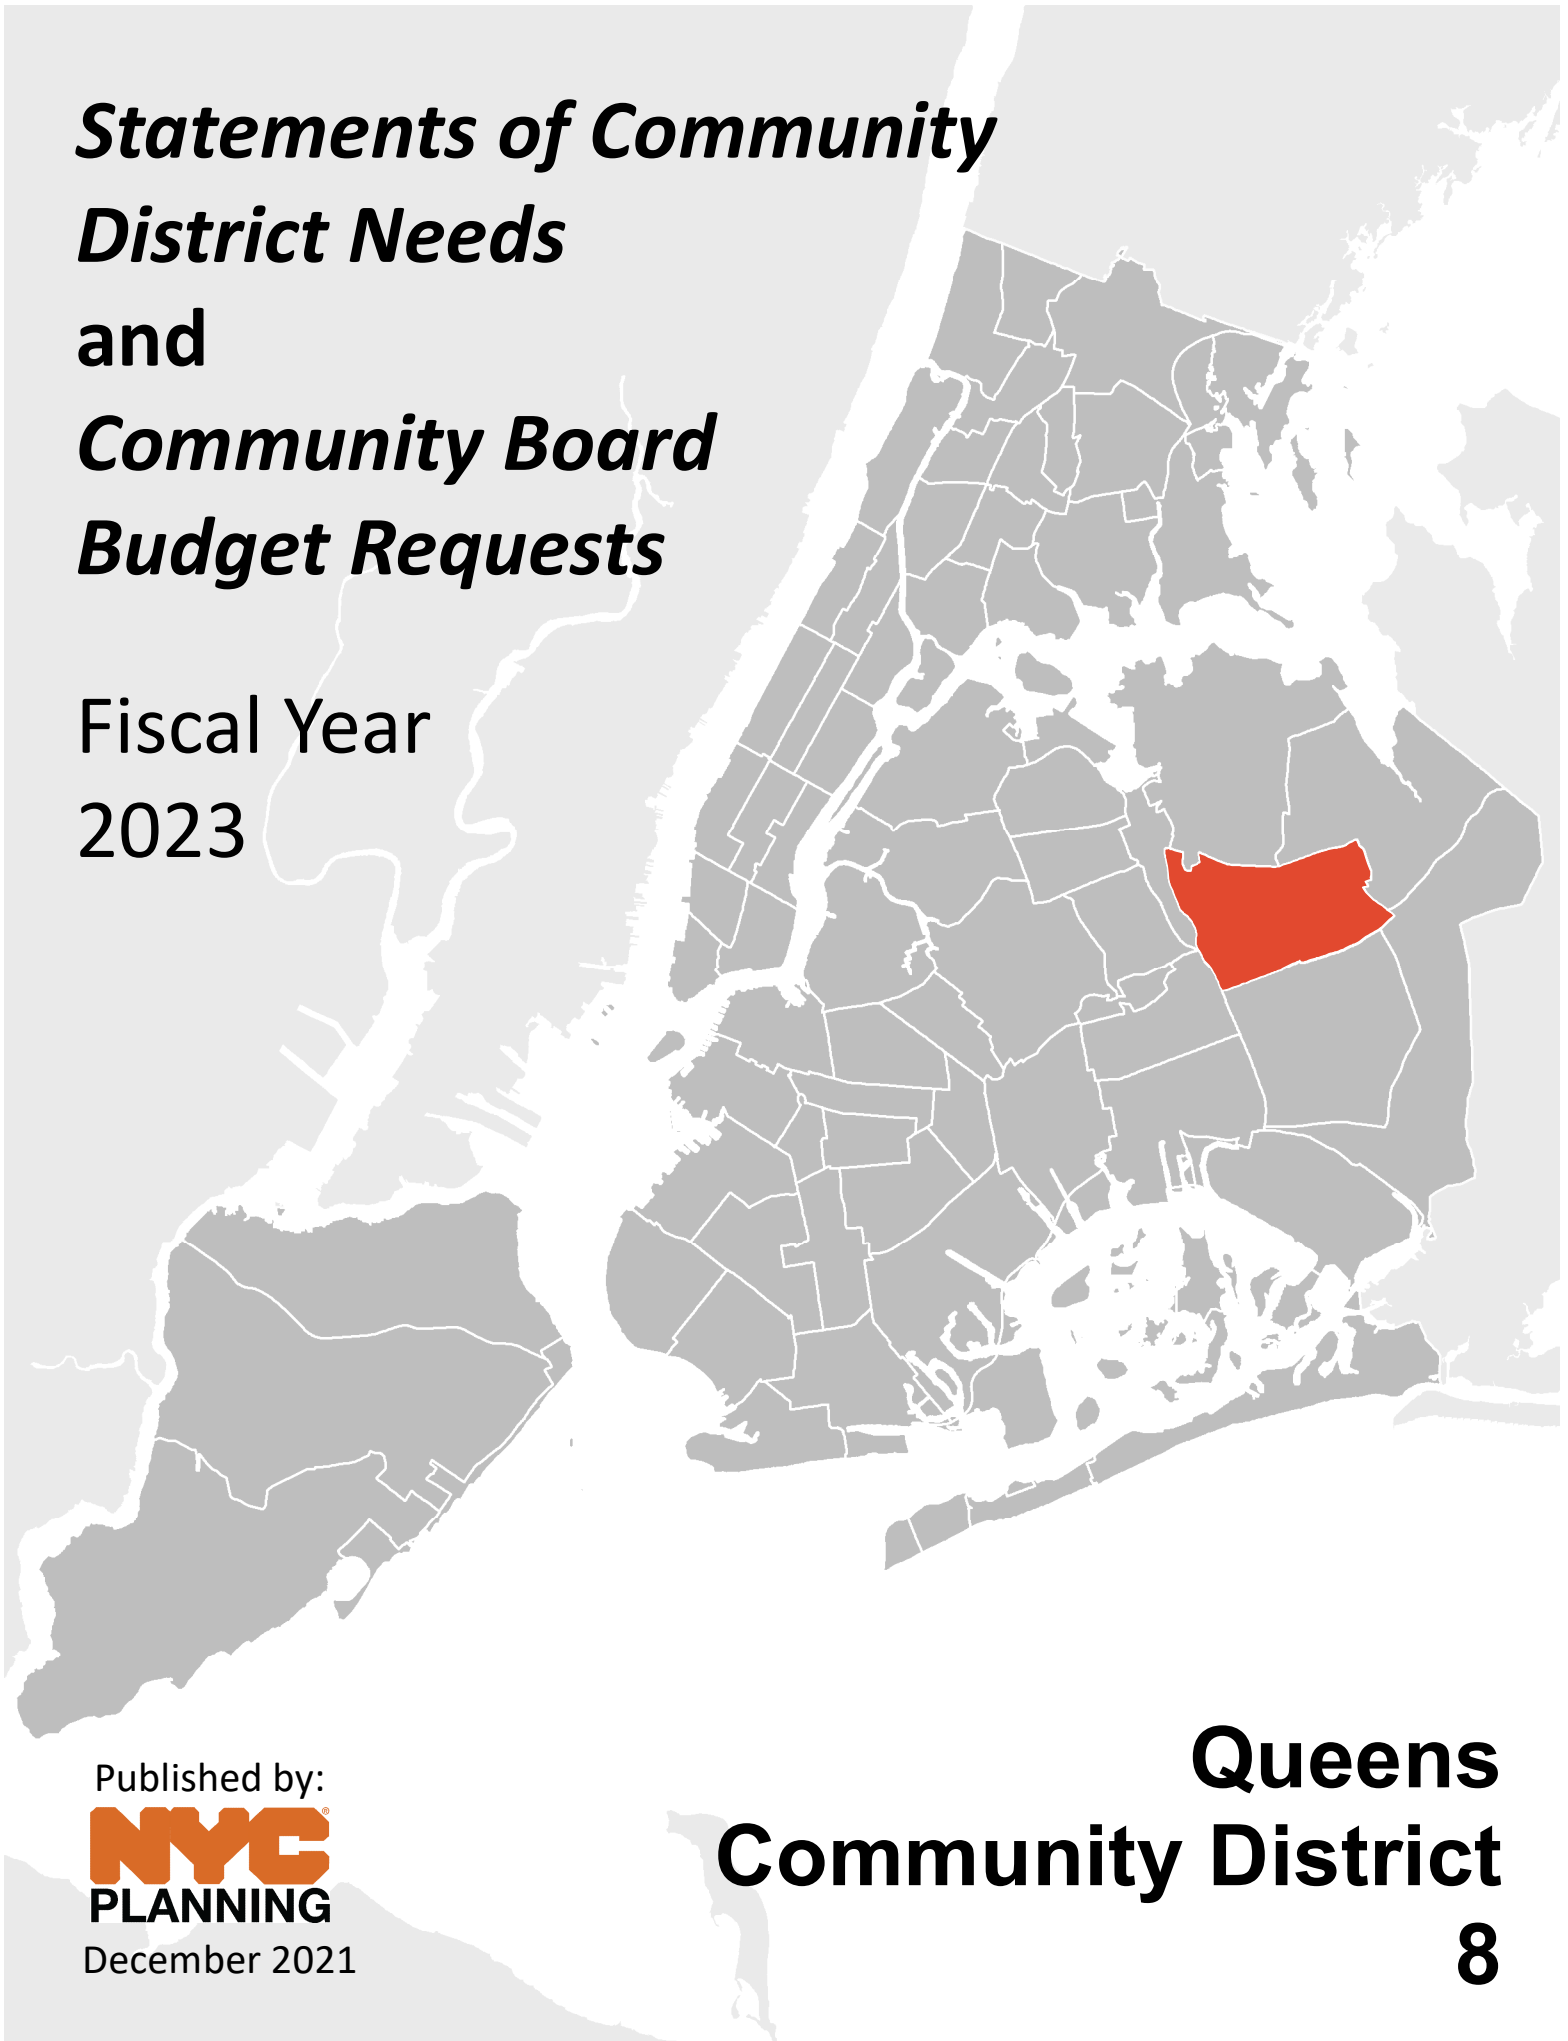 Statements of Community
District Needs
and
Community Board
Budget Requests
Fiscal Year
2023
Published by:
NYC®
PLANNING
December 2021
Queens
Community District
8